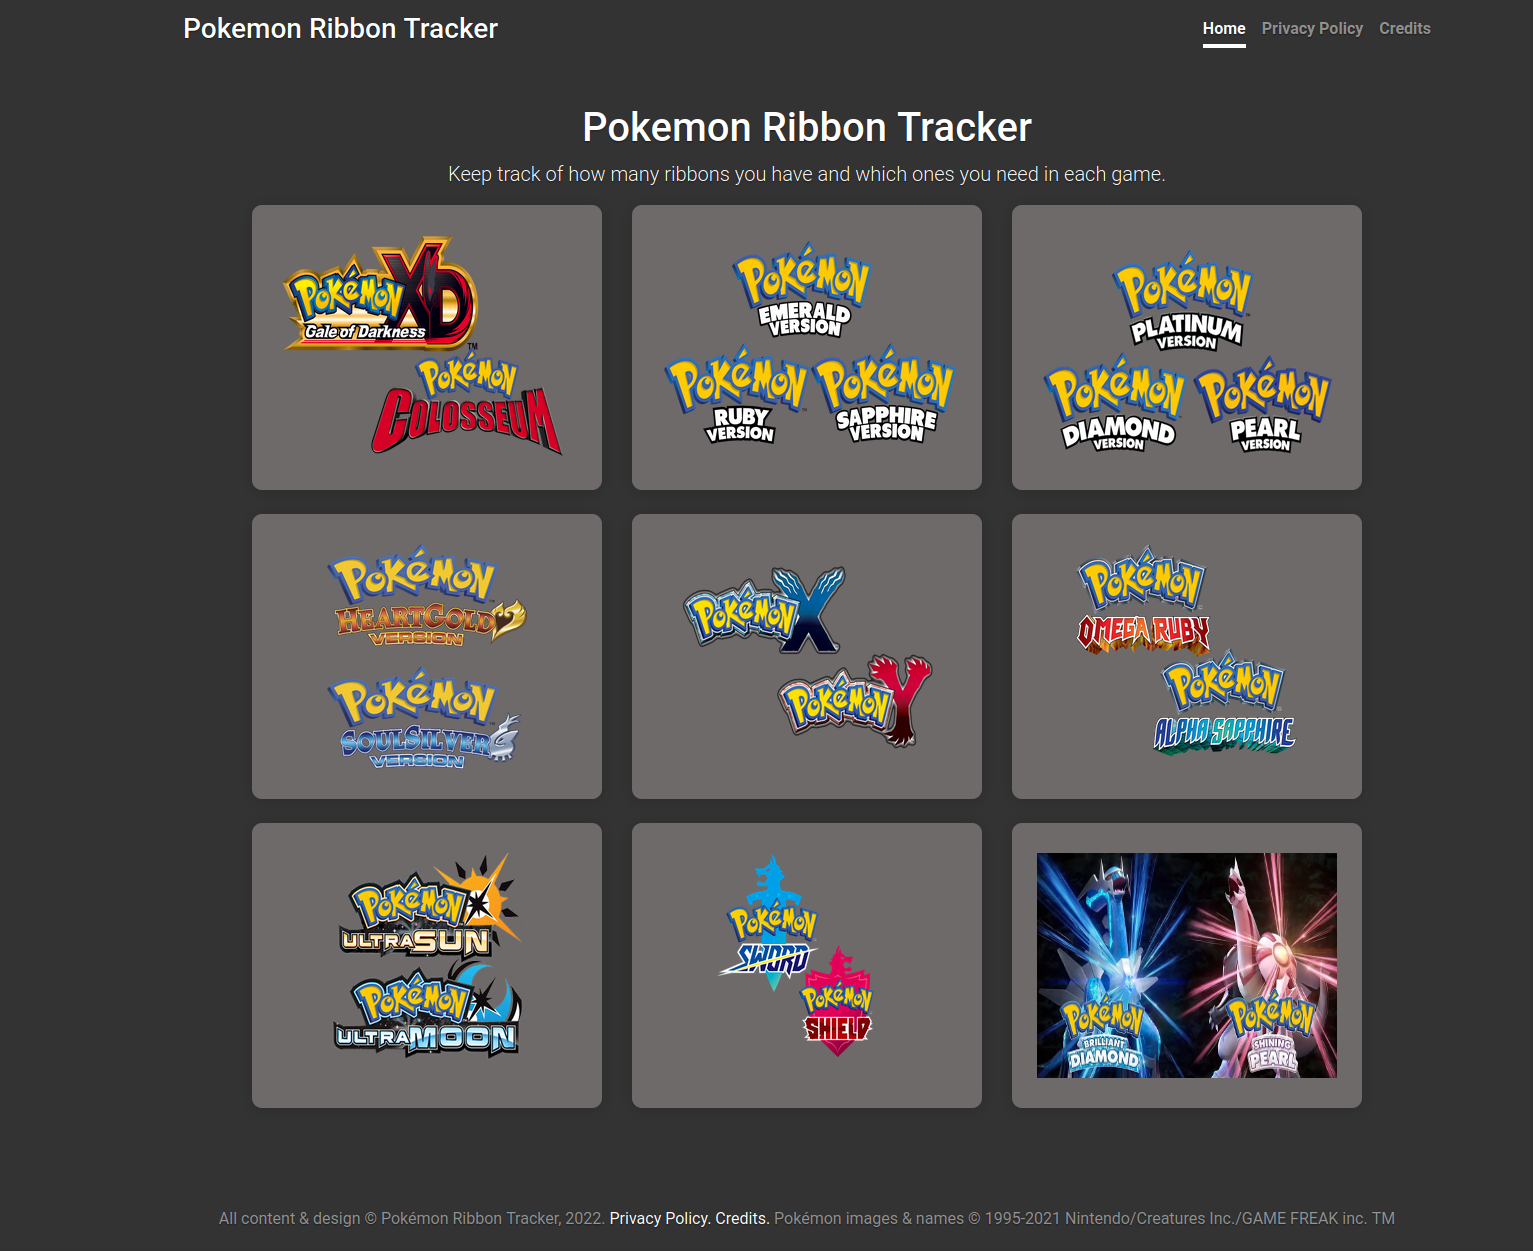 Pokemon Ribbon Tracker
Home Privacy Policy Credits
Pokemon Ribbon Tracker
Keep track of how many ribbons you have and which ones you need in each game.
POKéMON XD
Gale of Darkness
TM
POKéMON
COLOSSEUM
POKéMON
EMERALD
VERSION
POKéMON
RUBY
VERSION
POKéMON
SAPPHIRE
VERSION
POKéMON
PLATINUM
VERSION
POKéMON
DIAMOND
VERSION
POKéMON
PEARL
VERSION
POKéMON
HEARTGOLD
VERSION
POKéMON
SOULSILVER
VERSION
POKéMON X
POKéMON Y
POKéMON
OMEGA RUBY
POKéMON
ALPHA SAPPHIRE
POKéMON
ULTRA SUN
POKéMON
ULTRA MOON
POKéMON
SWORD
POKéMON
SHIELD
POKéMON
BRILLIANT
DIAMOND
POKéMON
SHINING
PEARL
All content & design © Pokémon Ribbon Tracker, 2022. Privacy Policy. Credits. Pokémon images & names © 1995-2021 Nintendo/Creatures Inc./GAME FREAK inc. TM